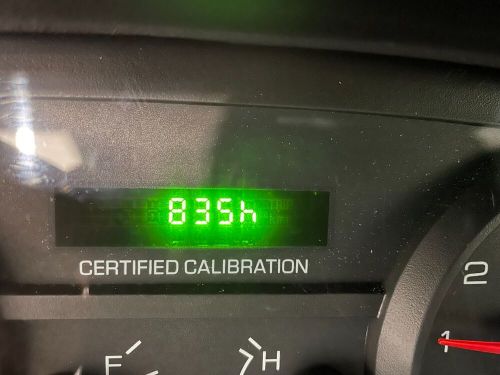 835h
CERTIFIED CALIBRATION
2
1
F
H